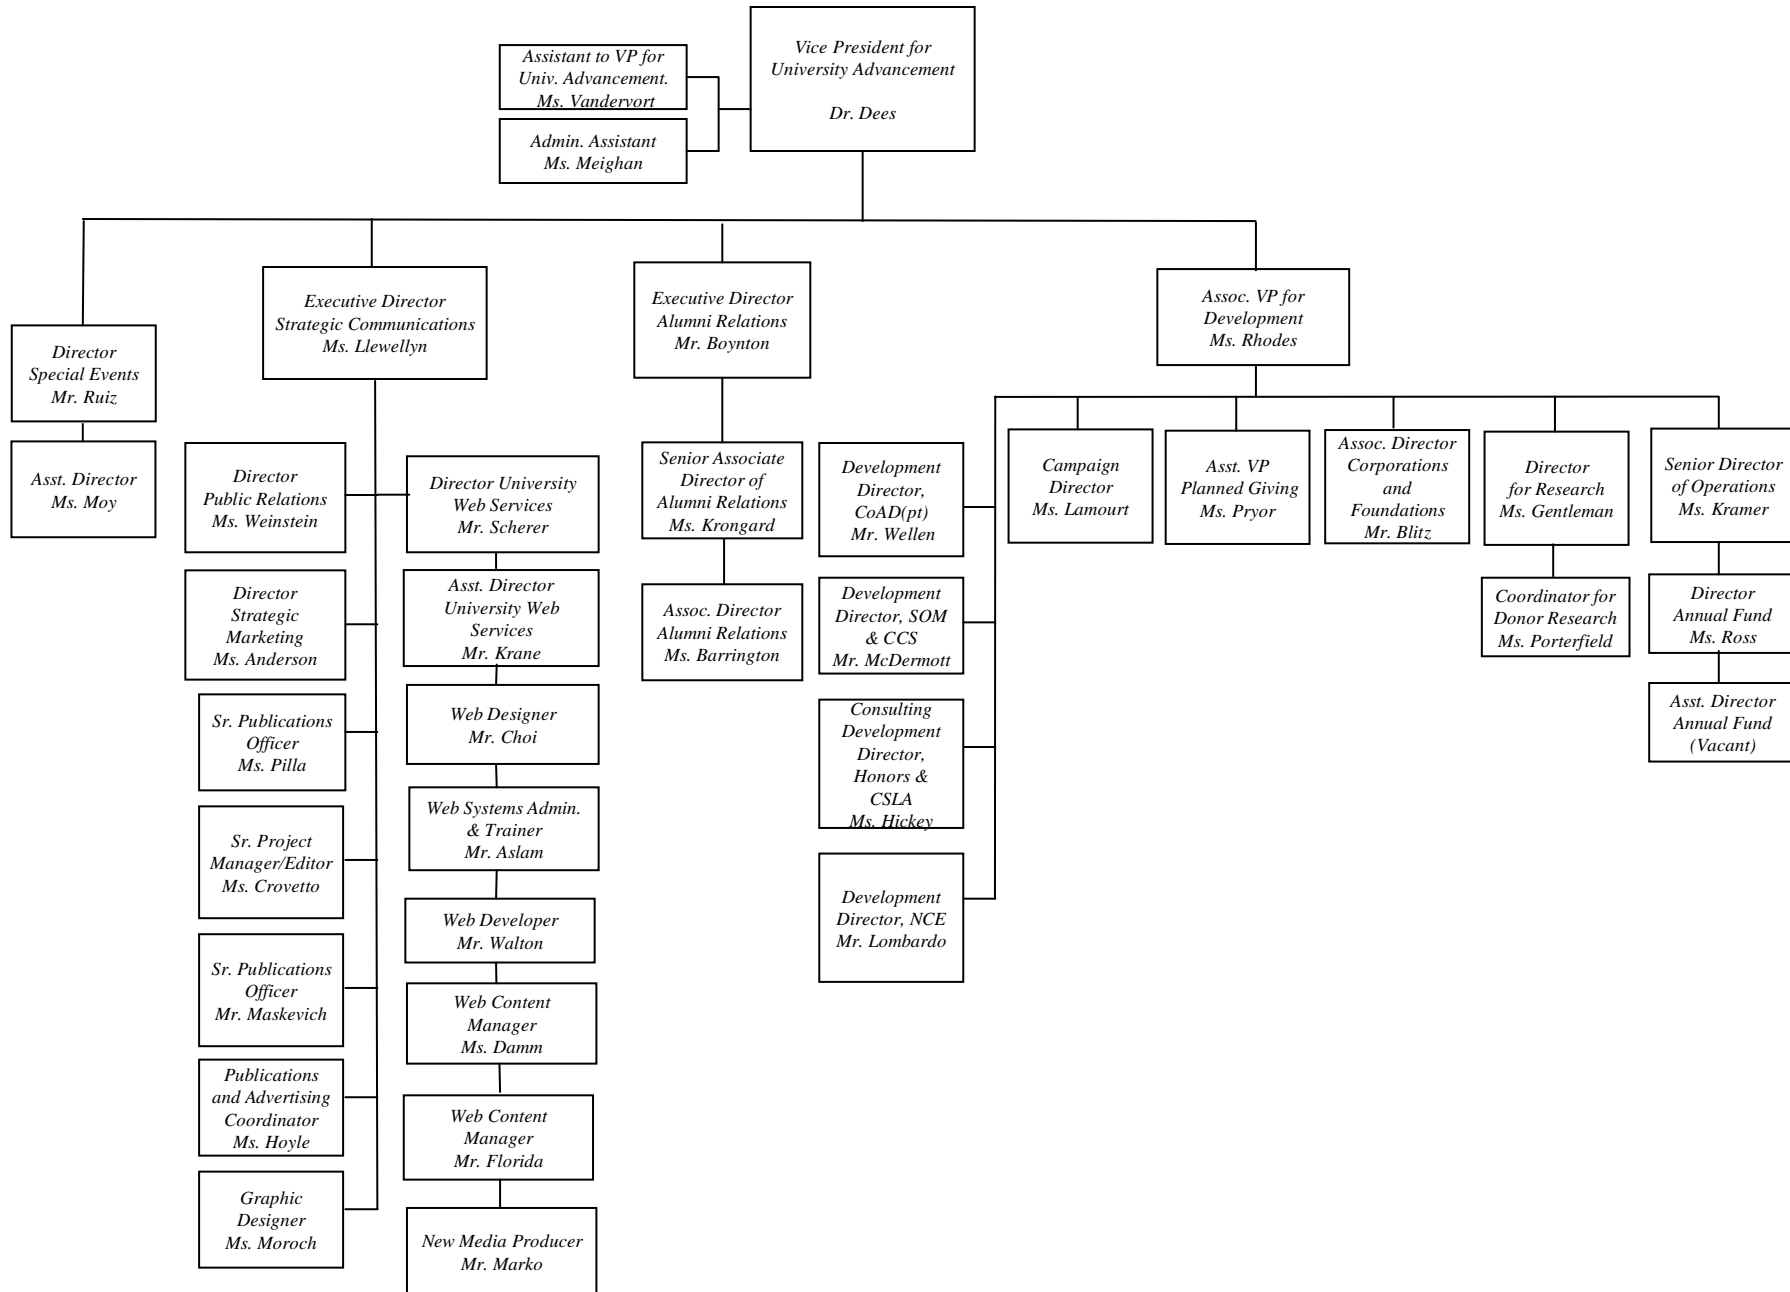 Vice President for
University Advancement
Dr. Dees
Assistant to VP for
Univ. Advancement.
Ms. Vandervort
Admin. Assistant
Ms. Meighan
Director
Special Events
Mr. Ruiz
Asst. Director
Ms. Moy
Executive Director
Strategic Communications
Ms. Llewellyn
Director
Public Relations
Ms. Weinstein
Director
Strategic
Marketing
Ms. Anderson
Sr. Publications
Officer
Ms. Pilla
Sr. Project
Manager/Editor
Ms. Crovetto
Sr. Publications
Officer
Mr. Maskevich
Publications
and Advertising
Coordinator
Ms. Hoyle
Graphic
Designer
Ms. Moroch
Director University
Web Services
Mr. Scherer
Asst. Director
University Web
Services
Mr. Krane
Web Designer
Mr. Choi
Web Systems Admin.
& Trainer
Mr. Aslam
Web Developer
Mr. Walton
Web Content
Manager
Ms. Damm
Web Content
Manager
Mr. Florida
New Media Producer
Mr. Marko
Executive Director
Alumni Relations
Mr. Boynton
Senior Associate
Director of
Alumni Relations
Ms. Krongard
Assoc. Director
Alumni Relations
Ms. Barrington
Assoc. VP for
Development
Ms. Rhodes
Development
Director,
CoAD(pt)
Mr. Wellen
Development
Director, SOM
& CCS
Mr. McDermott
Consulting
Development
Director,
Honors &
CSLA
Ms. Hickey
Development
Director, NCE
Mr. Lombardo
Campaign
Director
Ms. Lamourt
Asst. VP
Planned Giving
Ms. Pryor
Assoc. Director
Corporations
and
Foundations
Mr. Blitz
Director
for Research
Ms. Gentleman
Coordinator for
Donor Research
Ms. Porterfield
Senior Director
of Operations
Ms. Kramer
Director
Annual Fund
Ms. Ross
Asst. Director
Annual Fund
(Vacant)